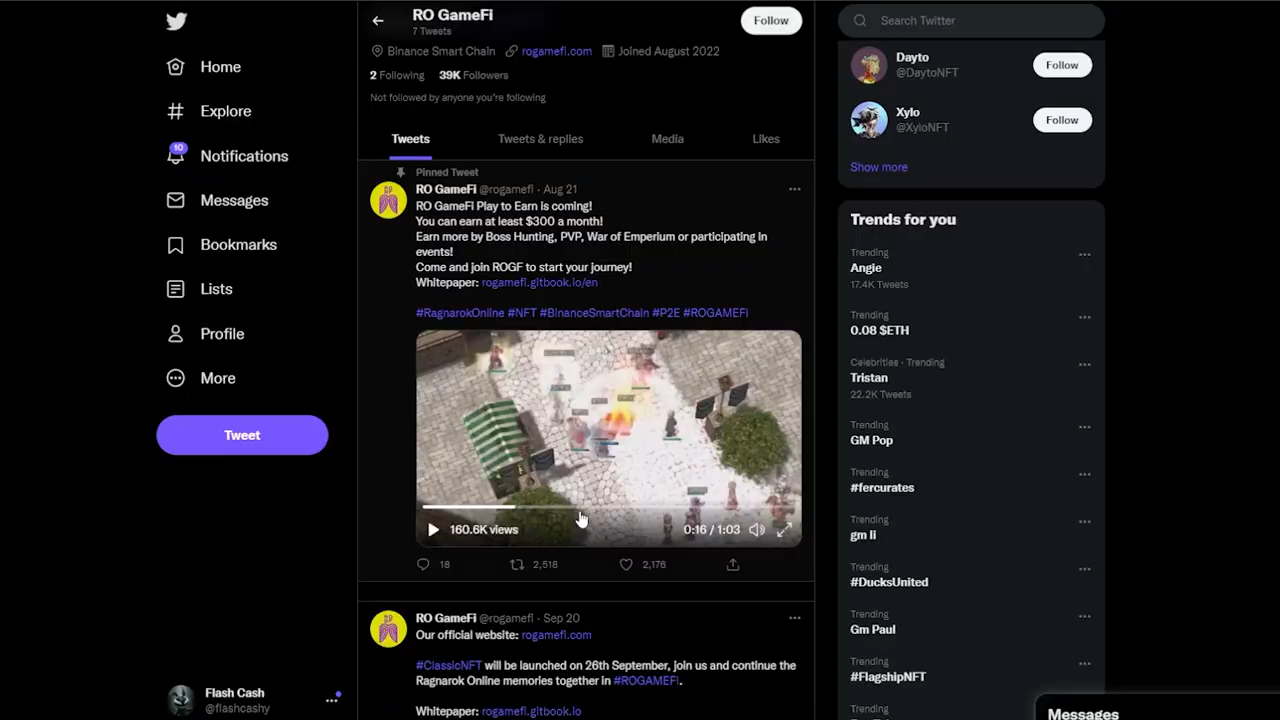 RO GameFi
7 Tweets
Follow
Search Twitter
Binance Smart Chain rogamefi.com Joined August 2022
2 Following 39K Followers
Not followed by anyone you're following
Tweets Tweets & replies Media Likes
Home
Explore
10
Notifications
Messages
Bookmarks
Lists
Profile
More
Tweet
Flash Cash
@flashcashy
Pinned Tweet
RO GameFi @rogamefi · Aug 21
RO GameFi Play to Earn is coming!
You can earn at least $300 a month!
Earn more by Boss Hunting, PVP, War of Emperium or participating in
events!
Come and join ROGF to start your journey!
Whitepaper: rogamefi.gitbook.io/en
#RagnarokOnline #NFT #BinanceSmartChain #P2E #ROGAMEFI
160.6K views 0:16 / 1:03
18 2,518 2,176
RO GameFi @rogamefi · Sep 20
Our official website: rogamefi.com
#ClassicNFT will be launched on 26th September, join us and continue the
Ragnarok Online memories together in #ROGAMEFI.
Whitepaper: rogamefi.gitbook.io
Dayto
@DaytoNFT
Follow
Xylo
@XyloNFT
Follow
Show more
Trends for you
Trending
Angie
17.4K Tweets
Trending
0.08 $ETH
Celebrities · Trending
Tristan
22.2K Tweets
Trending
GM Pop
Trending
#fercurates
Trending
gm li
Trending
#DucksUnited
Trending
Gm Paul
Trending
#FlagshipNFT
Trending
Messages